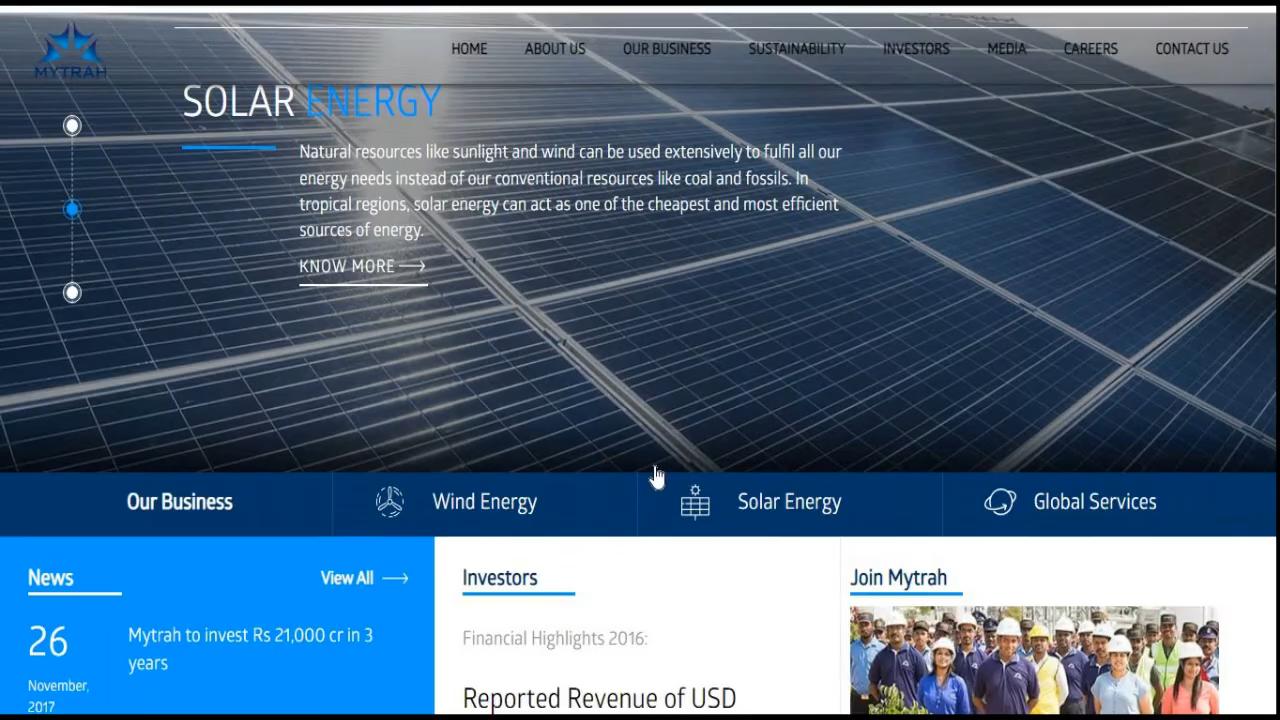 MYTRAH
HOME ABOUT US OUR BUSINESS SUSTAINABILITY INVESTORS MEDIA CAREERS CONTACT US
SOLAR ENERGY
Natural resources like sunlight and wind can be used extensively to fulfil all our
energy needs instead of our conventional resources like coal and fossils. In
tropical regions, solar energy can act as one of the cheapest and most efficient
sources of energy.
KNOW MORE
Our Business Wind Energy Solar Energy Global Services
News View All
26
November,
2017
Mytrah to invest Rs 21,000 cr in 3
years
Investors
Financial Highlights 2016:
Reported Revenue of USD
Join Mytrah